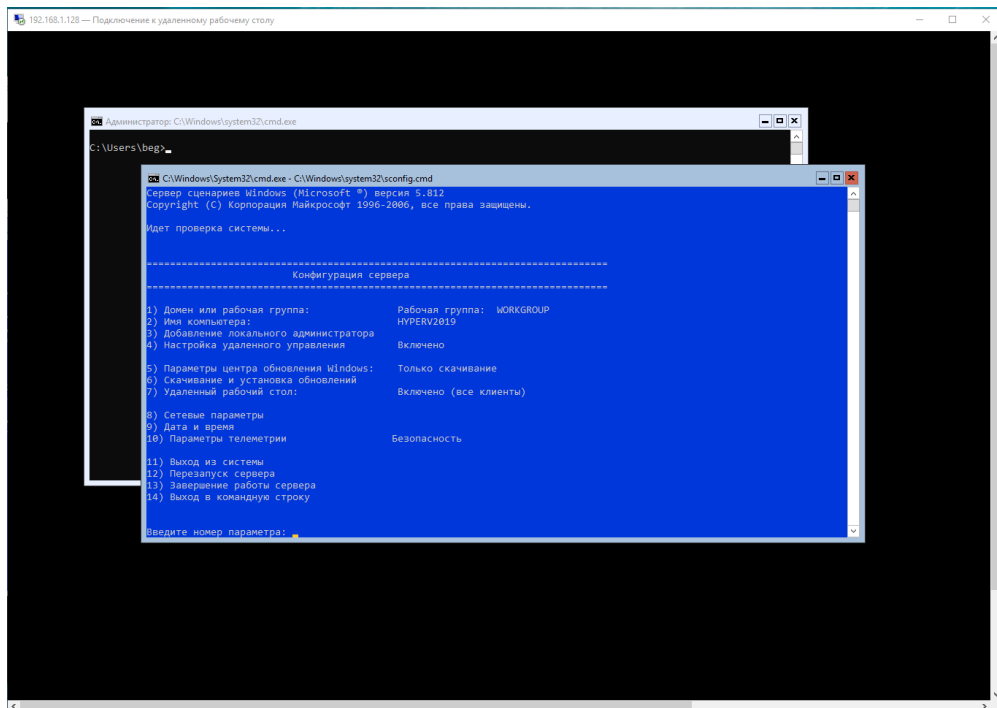 192.168.1.128 — Подключение к удаленному рабочему столу
Администратор: C:\Windows\system32\cmd.exe
C:\Users\beg>
C:\Windows\System32\cmd.exe - C:\Windows\system32\sconfig.cmd
Сервер сценариев Windows (Microsoft ®) версия 5.812
Copyright (C) Корпорация Майкрософт 1996-2006, все права защищены.
Идет проверка системы...
===============================================================================
Конфигурация сервера
===============================================================================
1) Домен или рабочая группа: Рабочая группа: WORKGROUP
2) Имя компьютера: HYPERV2019
3) Добавление локального администратора
4) Настройка удаленного управления Включено
5) Параметры центра обновления Windows: Только скачивание
6) Скачивание и установка обновлений
7) Удаленный рабочий стол: Включено (все клиенты)
8) Сетевые параметры
9) Дата и время
10) Параметры телеметрии Безопасность
11) Выход из системы
12) Перезапуск сервера
13) Завершение работы сервера
14) Выход в командную строку
Введите номер параметра: